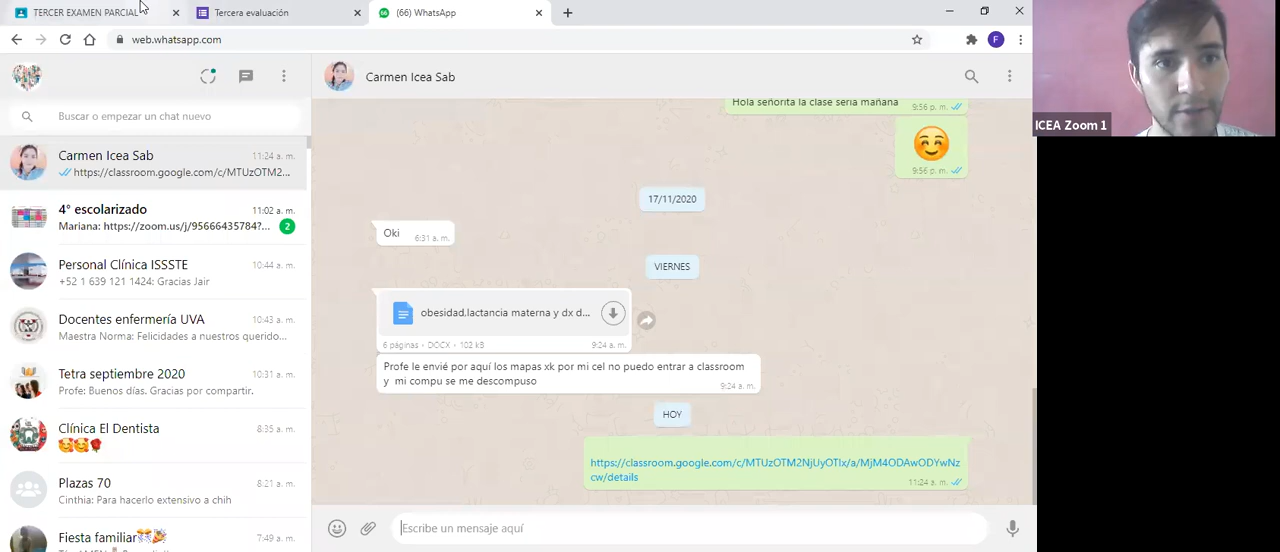 TERCER EXAMEN PARCIAL
Tercera evaluación
(66) WhatsApp
web.whatsapp.com
F
Carmen Icea Sab
Buscar o empezar un chat nuevo
Carmen Icea Sab 11:24 a. m.
https://classroom.google.com/c/MTUzOTM2...
4° escolarizado 11:02 a. m.
Mariana: https://zoom.us/j/95666435784?... 2
Personal Clínica ISSSTE 10:44 a. m.
+52 1 639 121 1424: Gracias Jair
Docentes enfermería UVA 10:43 a. m.
Maestra Norma: Felicidades a nuestros querido...
Tetra septiembre 2020 10:31 a. m.
Profe: Buenos días. Gracias por compartir.
Clínica El Dentista 8:35 a. m.
🥰🥰🌹
Plazas 70 8:21 a. m.
Cinthia: Para hacerlo extensivo a chih
Fiesta familiar🎊🎉 7:49 a. m.
Hola señorita la clase seria mañana
9:56 p. m.
9:56 p. m.
17/11/2020
Oki 6:31 a. m.
VIERNES
obesidad.lactancia materna y dx d...
6 páginas • DOCX • 102 kB 9:24 a. m.
Profe le envié por aquí los mapas xk por mi cel no puedo entrar a classroom
y mi compu se me descompuso
9:24 a. m.
HOY
https://classroom.google.com/c/MTUzOTM2NjUyOTIx/a/MjM4ODAwODYwNz
cw/details
11:24 a. m.
Escribe un mensaje aquí
ICEA Zoom 1